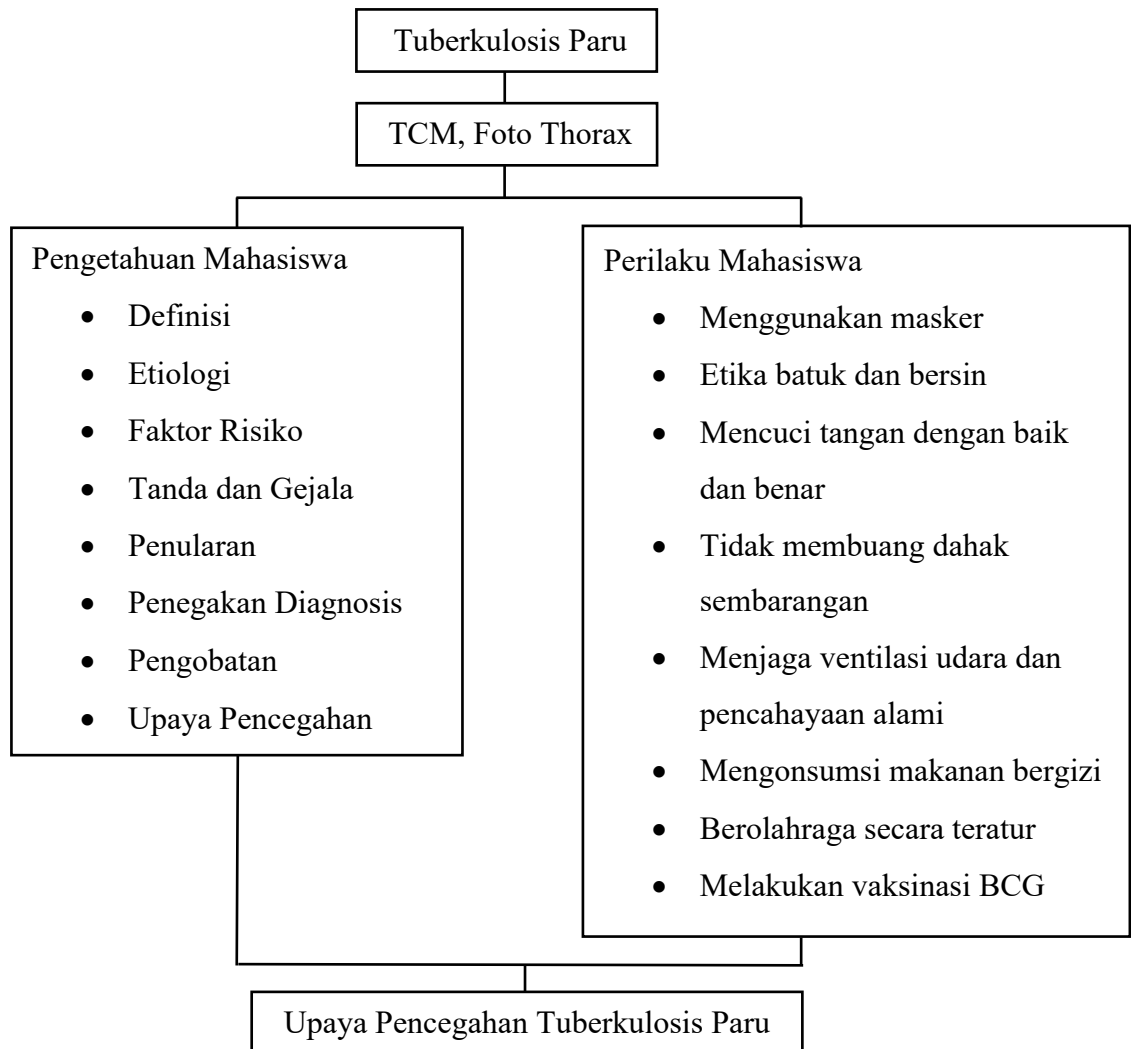 Tuberkulosis Paru
TCM, Foto Thorax
Pengetahuan Mahasiswa
• Definisi
• Etiologi
• Faktor Risiko
• Tanda dan Gejala
• Penularan
• Penegakan Diagnosis
• Pengobatan
• Upaya Pencegahan
Perilaku Mahasiswa
• Menggunakan masker
• Etika batuk dan bersin
• Mencuci tangan dengan baik
dan benar
• Tidak membuang dahak
sembarangan
• Menjaga ventilasi udara dan
pencahayaan alami
• Mengonsumsi makanan bergizi
• Berolahraga secara teratur
• Melakukan vaksinasi BCG
Upaya Pencegahan Tuberkulosis Paru